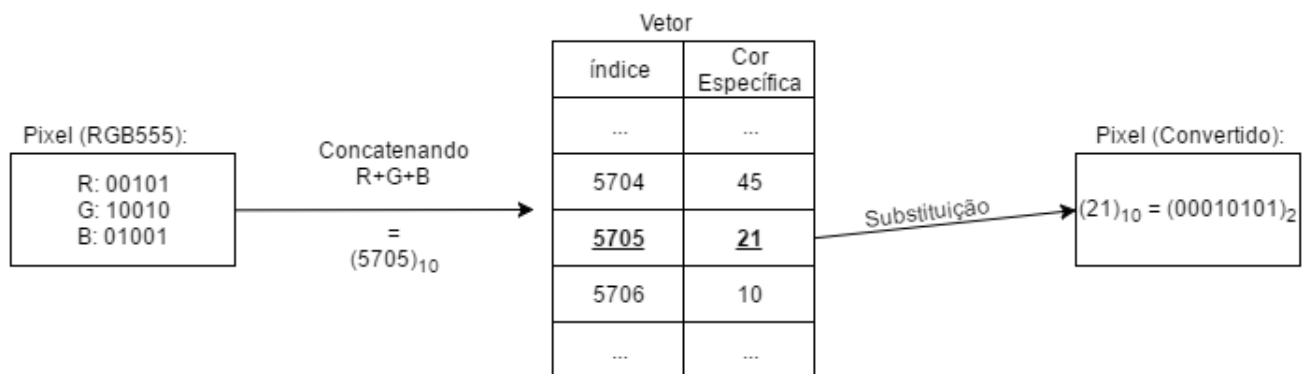 Vetor
índice
Cor
Específica
... ...
Pixel (RGB555):
R: 00101
G: 10010
B: 01001
Concatenando
R+G+B
=
(5705)10
5704 45
5705 21
5706 10
... ...
Substituição
Pixel (Convertido):
(21)10 = (00010101)2